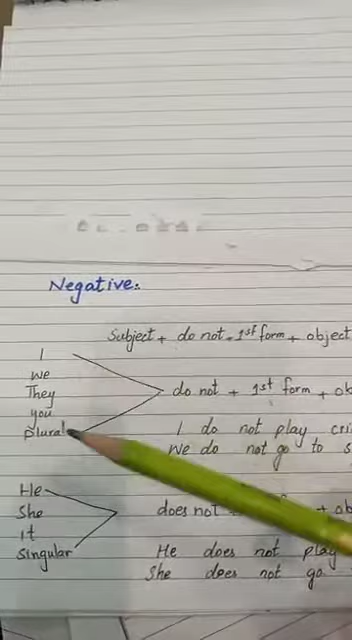 Negative:
Subject + do not + 1st form + object
I
We
They
you
plural
do not + 1st form + ob
I do not play cri
We do not go to s
He
She
it
Singular
does not + ob
He does not play
She does not go